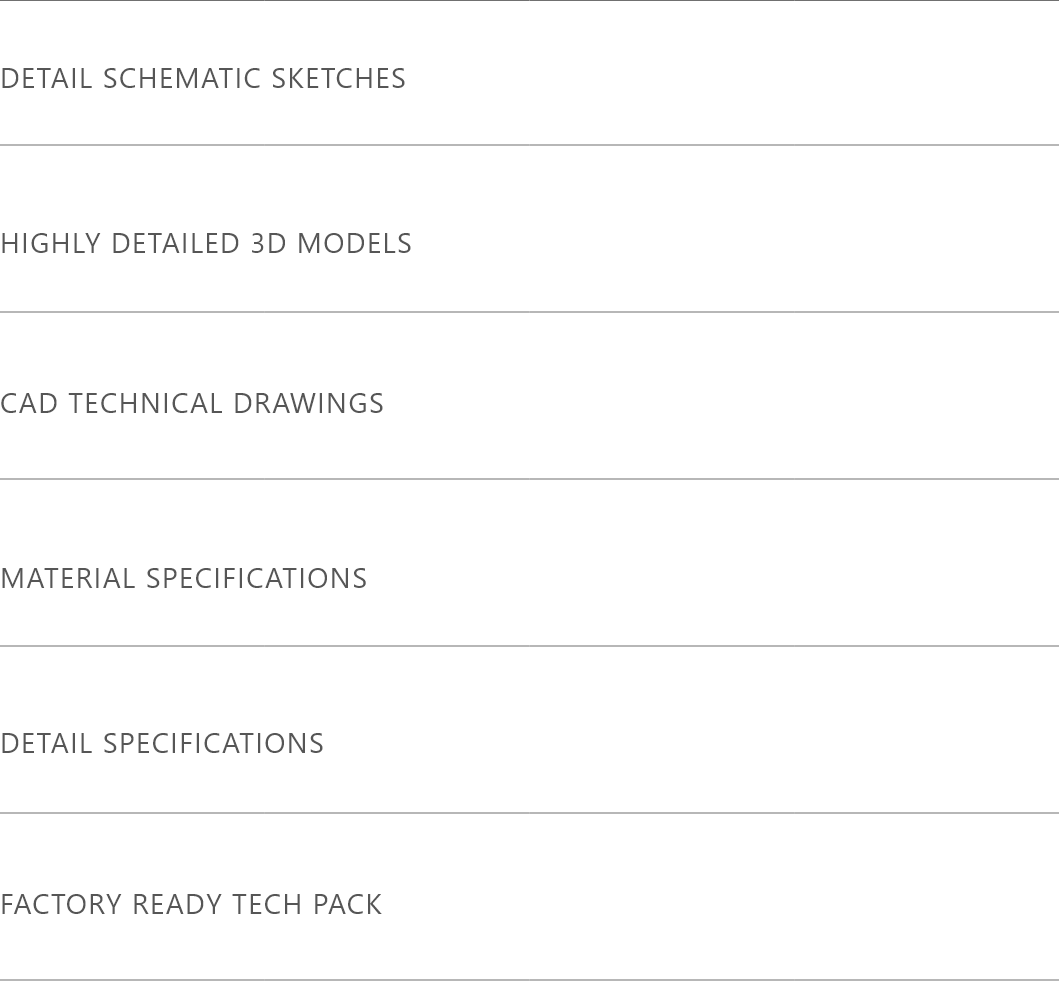 DETAIL SCHEMATIC SKETCHES
HIGHLY DETAILED 3D MODELS
CAD TECHNICAL DRAWINGS
MATERIAL SPECIFICATIONS
DETAIL SPECIFICATIONS
FACTORY READY TECH PACK